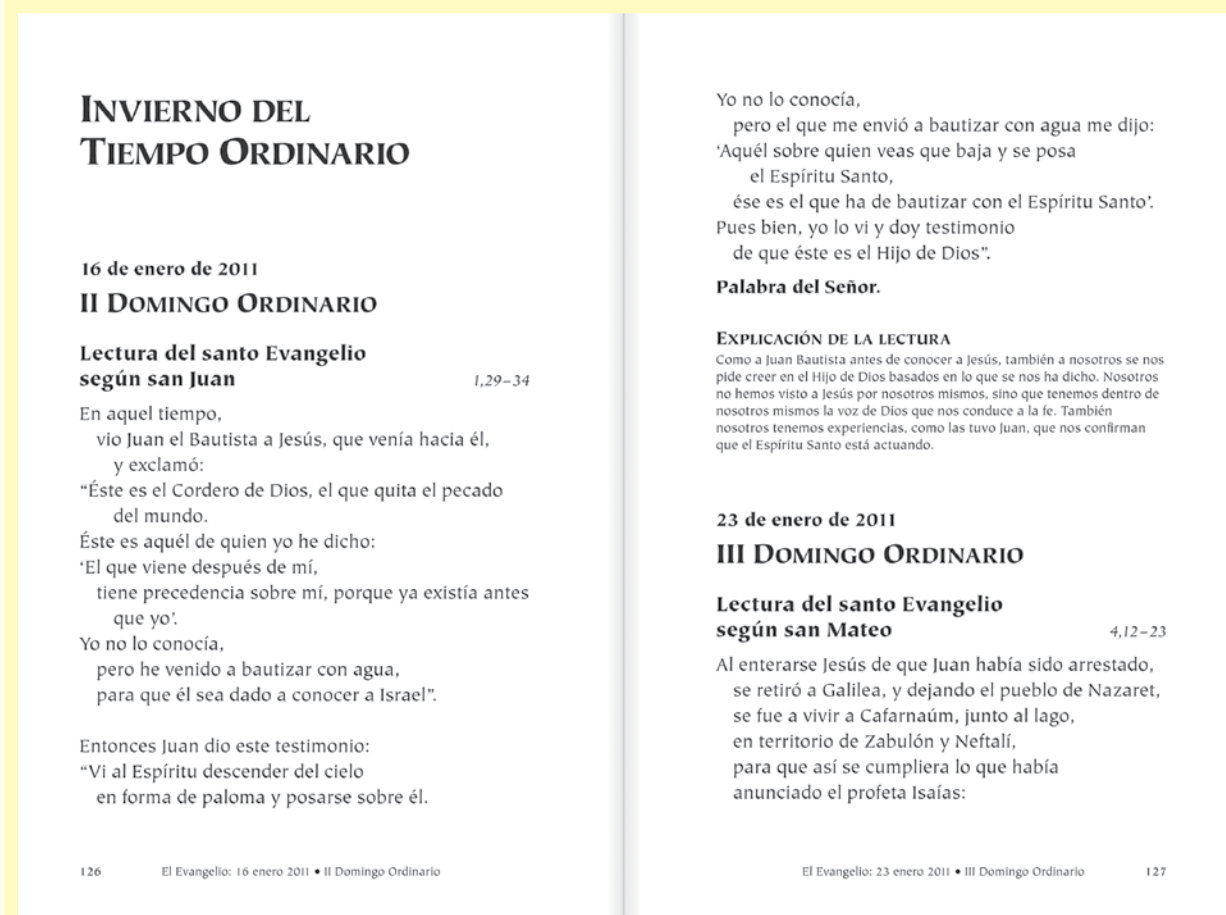 INVIERNO DEL
TIEMPO ORDINARIO
16 de enero de 2011
II DOMINGO ORDINARIO
Lectura del santo Evangelio
según san Juan 1,29–34
En aquel tiempo,
vio Juan el Bautista a Jesús, que venía hacia él,
y exclamó:
“Éste es el Cordero de Dios, el que quita el pecado
del mundo.
Éste es aquél de quien yo he dicho:
‘El que viene después de mí,
tiene precedencia sobre mí, porque ya existía antes
que yo’.
Yo no lo conocía,
pero he venido a bautizar con agua,
para que él sea dado a conocer a Israel”.
Entonces Juan dio este testimonio:
“Vi al Espíritu descender del cielo
en forma de paloma y posarse sobre él.
126 El Evangelio: 16 enero 2011 • II Domingo Ordinario
Yo no lo conocía,
pero el que me envió a bautizar con agua me dijo:
‘Aquél sobre quien veas que baja y se posa
el Espíritu Santo,
ése es el que ha de bautizar con el Espíritu Santo’.
Pues bien, yo lo vi y doy testimonio
de que éste es el Hijo de Dios”.
Palabra del Señor.
EXPLICACIÓN DE LA LECTURA
Como a Juan Bautista antes de conocer a Jesús, también a nosotros se nos
pide creer en el Hijo de Dios basados en lo que se nos ha dicho. Nosotros
no hemos visto a Jesús por nosotros mismos, sino que tenemos dentro de
nosotros mismos la voz de Dios que nos conduce a la fe. También
nosotros tenemos experiencias, como las tuvo Juan, que nos confirman
que el Espíritu Santo está actuando.
23 de enero de 2011
III DOMINGO ORDINARIO
Lectura del santo Evangelio
según san Mateo 4,12–23
Al enterarse Jesús de que Juan había sido arrestado,
se retiró a Galilea, y dejando el pueblo de Nazaret,
se fue a vivir a Cafarnaúm, junto al lago,
en territorio de Zabulón y Neftalí,
para que así se cumpliera lo que había
anunciado el profeta Isaías:
El Evangelio: 23 enero 2011 • III Domingo Ordinario 127